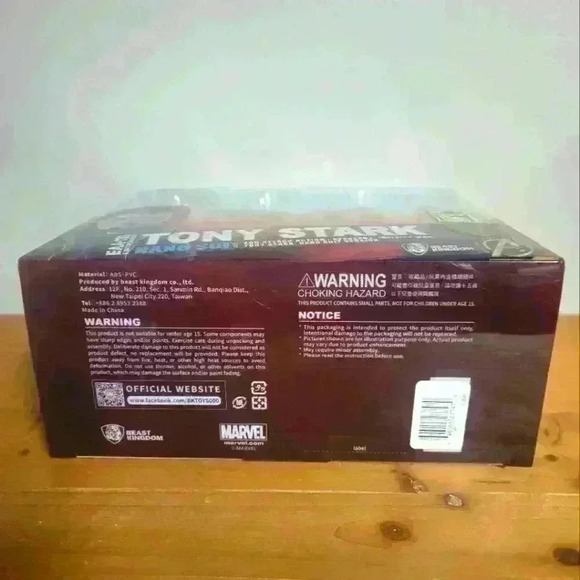 TONY STARK
BEAST
KINGDOM
Material: ABS·PVC
Produced by beast kingdom co., ltd.
Address: 12F., No. 210, Sec. 1, Sanmin Rd., Banqiao Dist.,
New Taipei City 220, Taiwan
Tel: +886 2 8953 2388
Made in China
WARNING
This product is not suitable for under age 15. Some components may
have sharp edges and/or points. Exercise care during unpacking and
assembly. Deliberate damage to this product will not be considered as
product defect, no replacement will be provided. Please keep this
product away from fire, heat, or other high heat sources to avoid
deformation. Do not use thinner, alcohol, or other solvents on this
product, which may damage the surface and/or paint fading.
OFFICIAL WEBSITE
www.facebook.com/BKTOYS00
BEAST
KINGDOM
MARVEL
marvel.com
© MARVEL
WARNING
CHOKING HAZARD
THIS PRODUCT CONTAINS SMALL PARTS, NOT FOR CHILDREN UNDER AGE 15.
NOTICE
* This packaging is intended to protect the product itself only.
Intentional damage to the packaging will not be replaced.
* Pictures shown are for illustration purpose only. Actual product
may vary due to product enhancement.
* May require minor assembly.
* Please read the instruction before use.